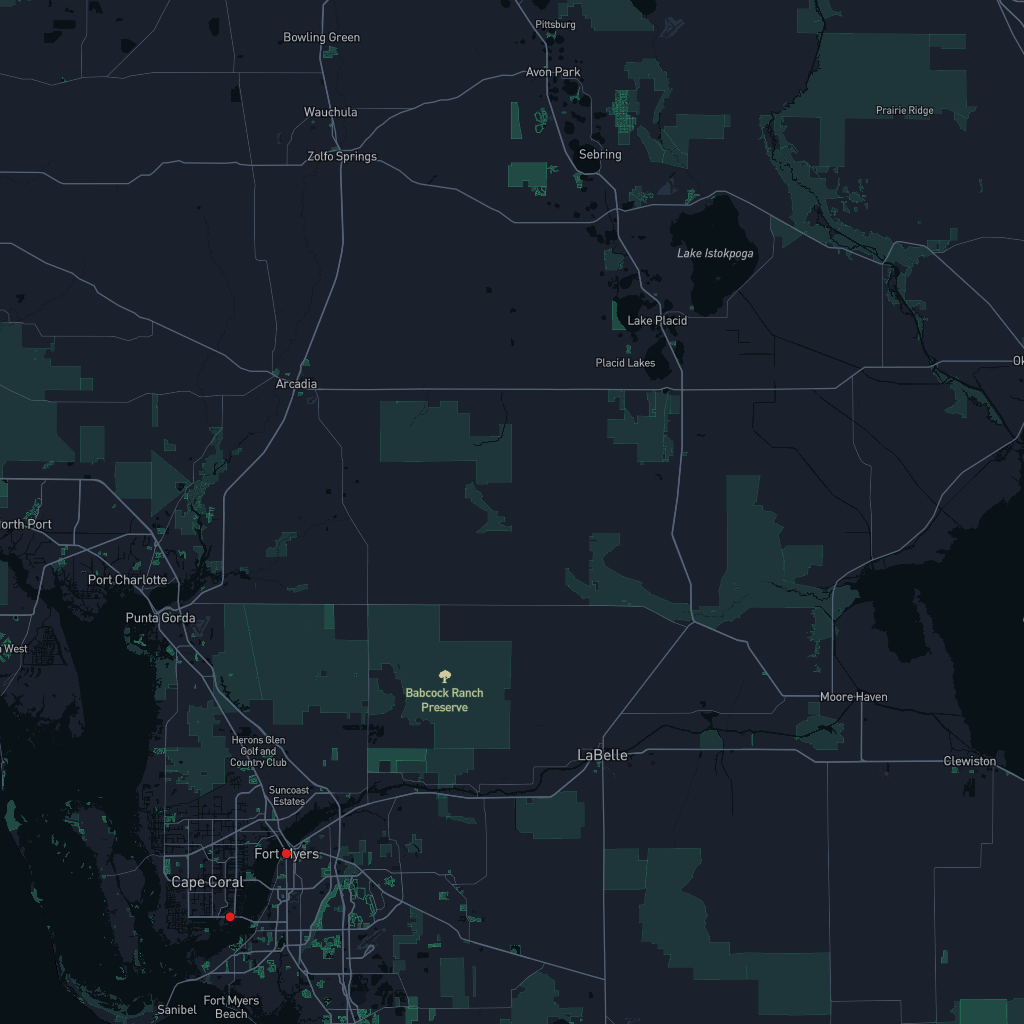 Pittsburg
Bowling Green
Avon Park
Wauchula
Prairie Ridge
Zolfo Springs
Sebring
Lake Istokpoga
Lake Placid
Placid Lakes
Ok
Arcadia
orth Port
Port Charlotte
Punta Gorda
West
Babcock Ranch
Preserve
Moore Haven
Herons Glen
Golf and
Country Club
LaBelle
Clewiston
Suncoast
Estates
Fort Myers
Cape Coral
Fort Myers
Beach
Sanibel